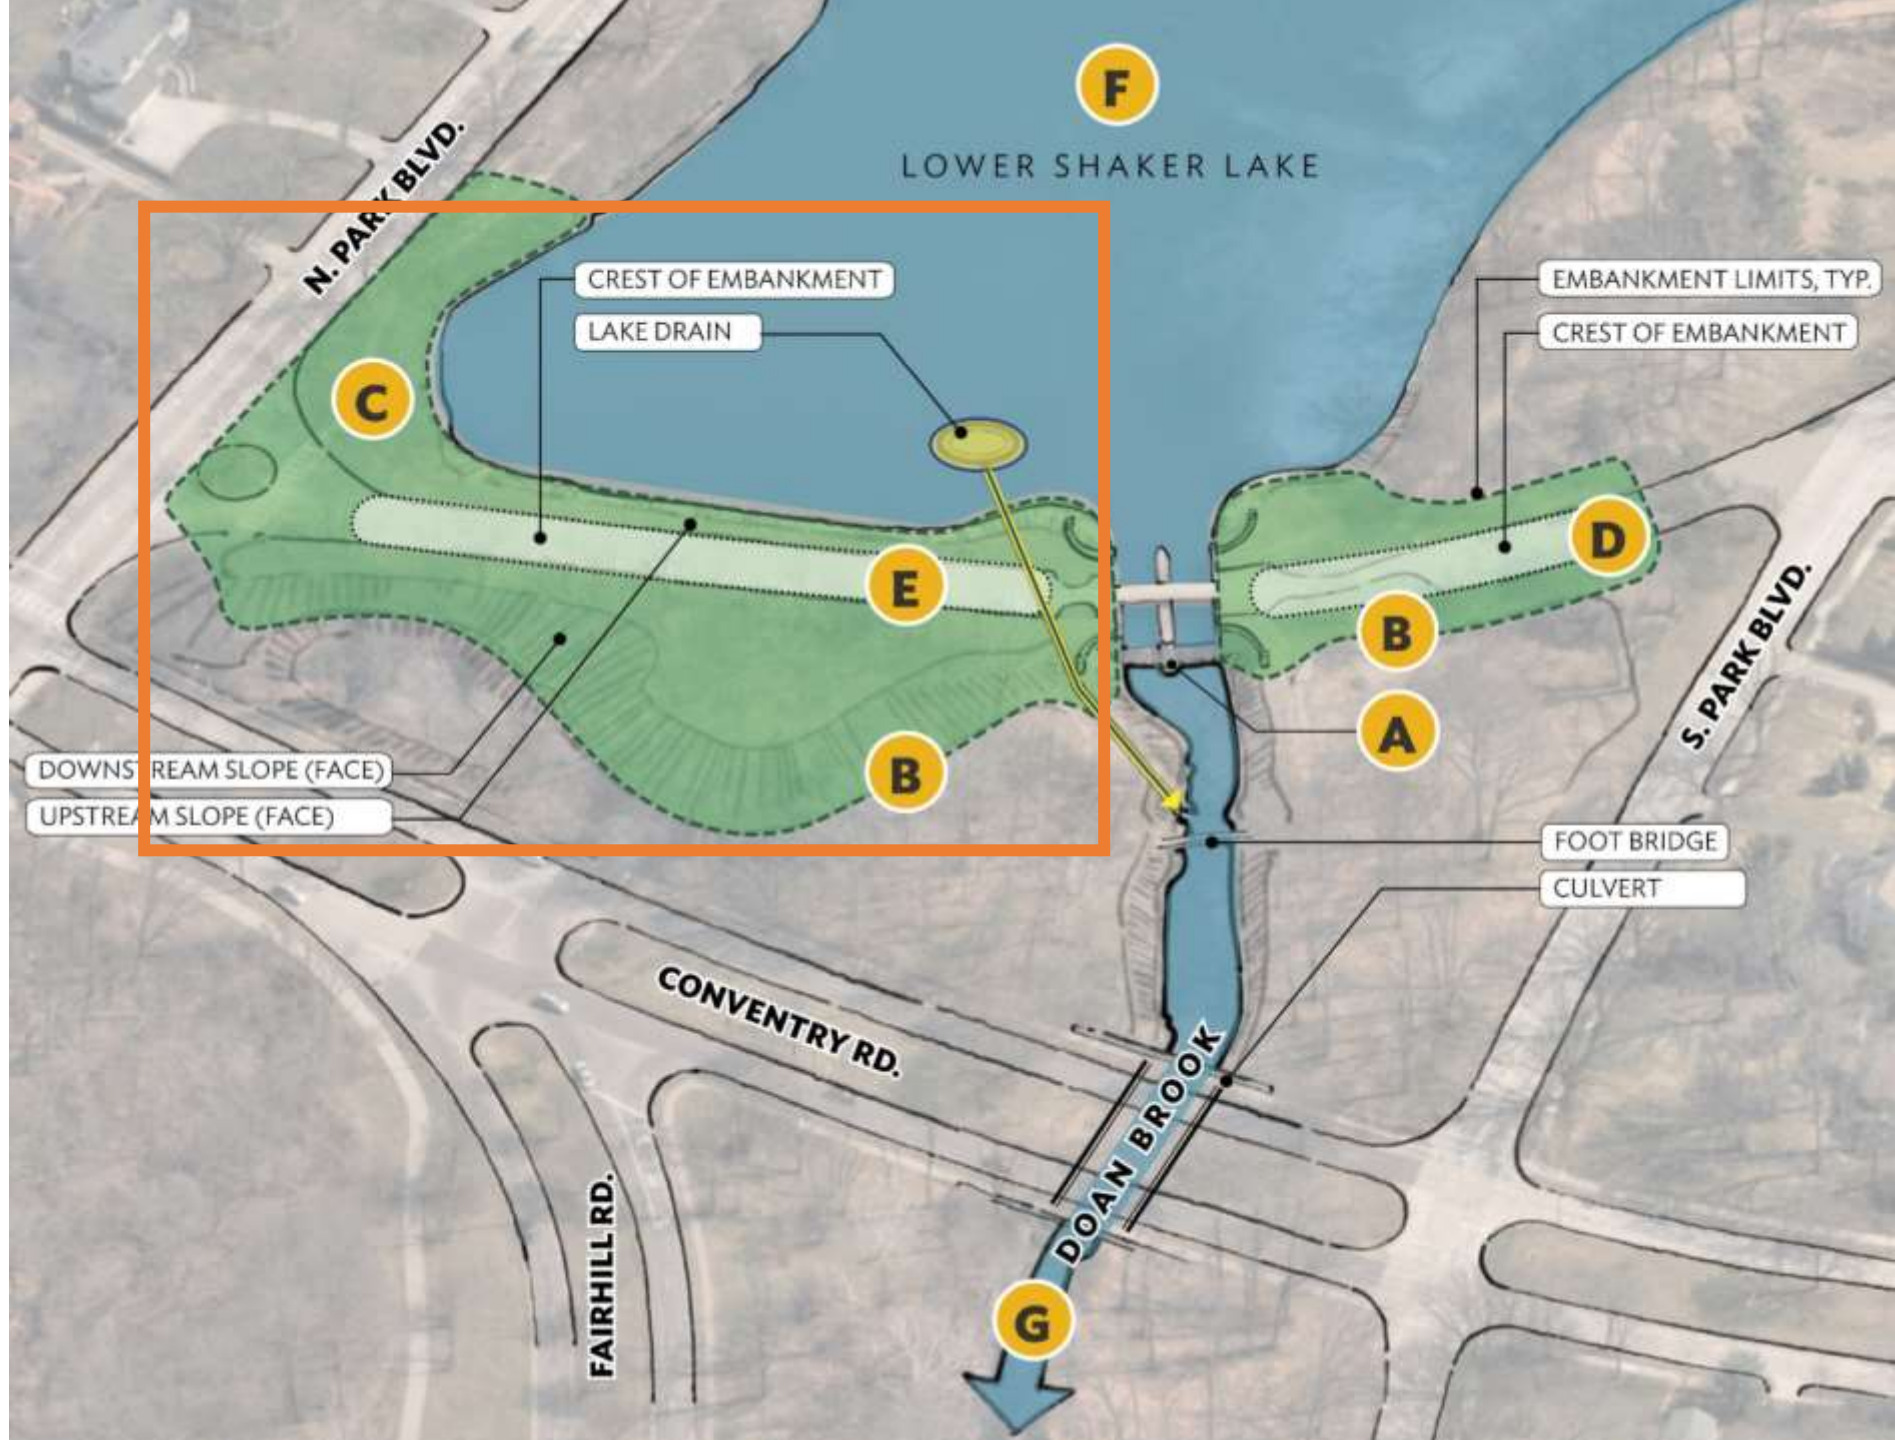 F
LOWER SHAKER LAKE
N. PARK BLVD.
CREST OF EMBANKMENT
LAKE DRAIN
EMBANKMENT LIMITS, TYP.
CREST OF EMBANKMENT
C
D
E
B
S. PARK BLVD.
A
B
DOWNSTREAM SLOPE (FACE)
UPSTREAM SLOPE (FACE)
FOOT BRIDGE
CULVERT
CONVENTRY RD.
DOAN BROOK
FAIRHILL RD.
G